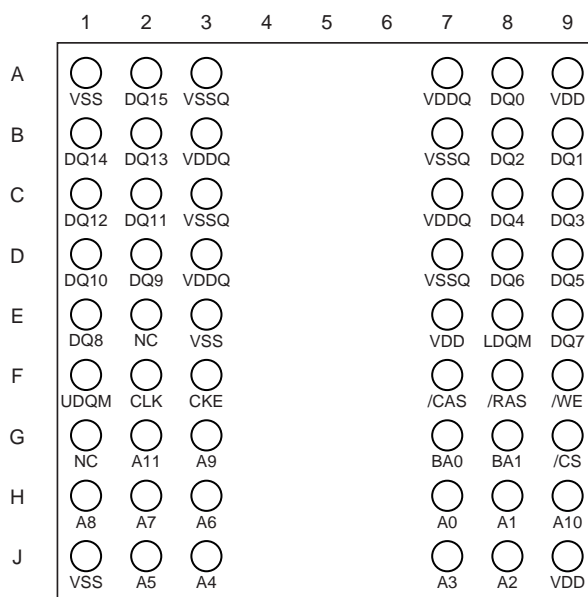 1 2 3 4 5 6 7 8 9
A
VSS DQ15 VSSQ VDDQ DQ0 VDD
B
DQ14 DQ13 VDDQ VSSQ DQ2 DQ1
C
DQ12 DQ11 VSSQ VDDQ DQ4 DQ3
D
DQ10 DQ9 VDDQ VSSQ DQ6 DQ5
E
DQ8 NC VSS VDD LDQM DQ7
F
UDQM CLK CKE /CAS /RAS /WE
G
NC A11 A9 BA0 BA1 /CS
H
A8 A7 A6 A0 A1 A10
J
VSS A5 A4 A3 A2 VDD